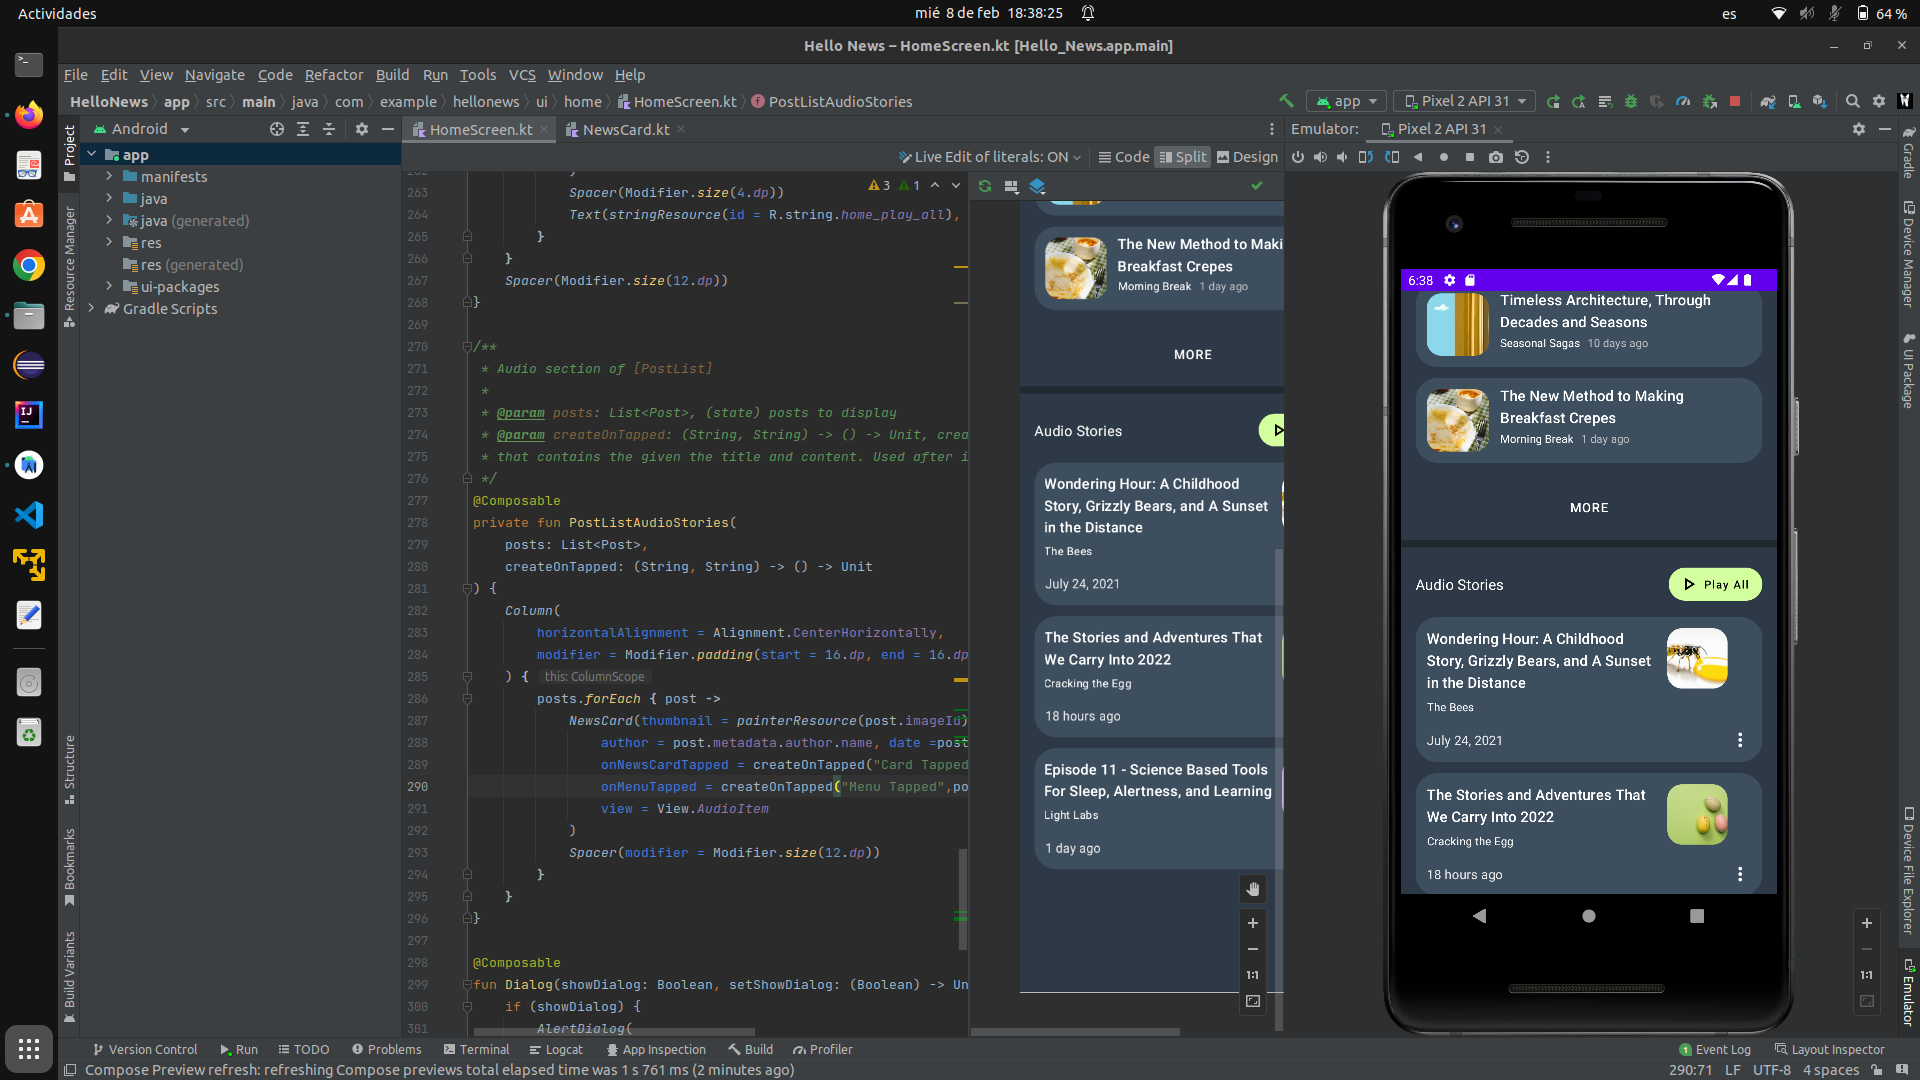 Actividades
mié 8 de feb 18:38:25
es
64 %
Hello News – HomeScreen.kt [Hello_News.app.main]
File Edit View Navigate Code Refactor Build Run Tools VCS Window Help
HelloNews app src main java com example hellonews ui home HomeScreen.kt PostListAudioStories
app
Pixel 2 API 31
Android
HomeScreen.kt
NewsCard.kt
Emulator: Pixel 2 API 31
Live Edit of literals: ON
Code
Split
Design
Project
Resource Manager
Structure
Bookmarks
Build Variants
app
manifests
java
java (generated)
res
res (generated)
ui-packages
Gradle Scripts
3
1
263 Spacer(Modifier.size(4.dp))
264 Text(stringResource(id = R.string.home_play_all),
265 }
266 }
267 Spacer(Modifier.size(12.dp))
268 }
269
270 /**
271 * Audio section of [PostList]
272 *
273 * @param posts: List<Post>, (state) posts to display
274 * @param createOnTapped: (String, String) -> () -> Unit, crea
275 * that contains the given the title and content. Used after i
276 */
277 @Composable
278 private fun PostListAudioStories(
279 posts: List<Post>,
280 createOnTapped: (String, String) -> () -> Unit
281 ) {
282 Column(
283 horizontalAlignment = Alignment.CenterHorizontally,
284 modifier = Modifier.padding(start = 16.dp, end = 16.dp
285 ) { this: ColumnScope
286 posts.forEach { post ->
287 NewsCard(thumbnail = painterResource(post.imageId)
288 author = post.metadata.author.name, date =post
289 onNewsCardTapped = createOnTapped("Card Tapped
290 onMenuTapped = createOnTapped("Menu Tapped",po
291 view = View.AudioItem
292 )
293 Spacer(modifier = Modifier.size(12.dp))
294 }
295 }
296 }
297
298 @Composable
299 fun Dialog(showDialog: Boolean, setShowDialog: (Boolean) -> Un
300 if (showDialog) {
301 AlertDialog(
The New Method to Maki
Breakfast Crepes
Morning Break 1 day ago
MORE
Audio Stories
Wondering Hour: A Childhood
Story, Grizzly Bears, and A Sunset
in the Distance
The Bees
July 24, 2021
The Stories and Adventures That
We Carry Into 2022
Cracking the Egg
18 hours ago
Episode 11 - Science Based Tools
For Sleep, Alertness, and Learning
Light Labs
1 day ago
1:1
6:38
Timeless Architecture, Through
Decades and Seasons
Seasonal Sagas 10 days ago
The New Method to Making
Breakfast Crepes
Morning Break 1 day ago
MORE
Audio Stories
Play All
Wondering Hour: A Childhood
Story, Grizzly Bears, and A Sunset
in the Distance
The Bees
July 24, 2021
The Stories and Adventures That
We Carry Into 2022
Cracking the Egg
18 hours ago
1:1
Gradle
Device Manager
UI Package
Device File Explorer
Emulator
Version Control Run TODO Problems Terminal Logcat App Inspection Build Profiler
1 Event Log Layout Inspector
Compose Preview refresh: refreshing Compose previews total elapsed time was 1 s 761 ms (2 minutes ago)
290:71 LF UTF-8 4 spaces